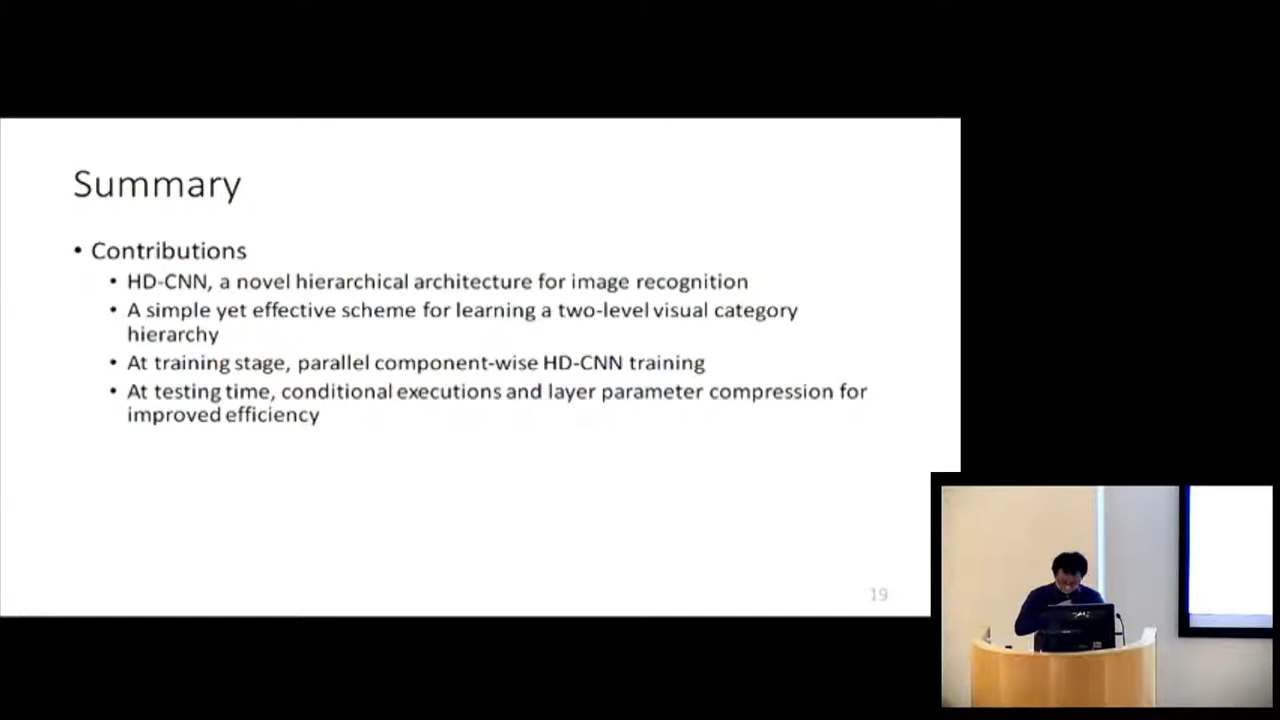 Summary
• Contributions
• HD-CNN, a novel hierarchical architecture for image recognition
• A simple yet effective scheme for learning a two-level visual category
hierarchy
• At training stage, parallel component-wise HD-CNN training
• At testing time, conditional executions and layer parameter compression for
improved efficiency
19